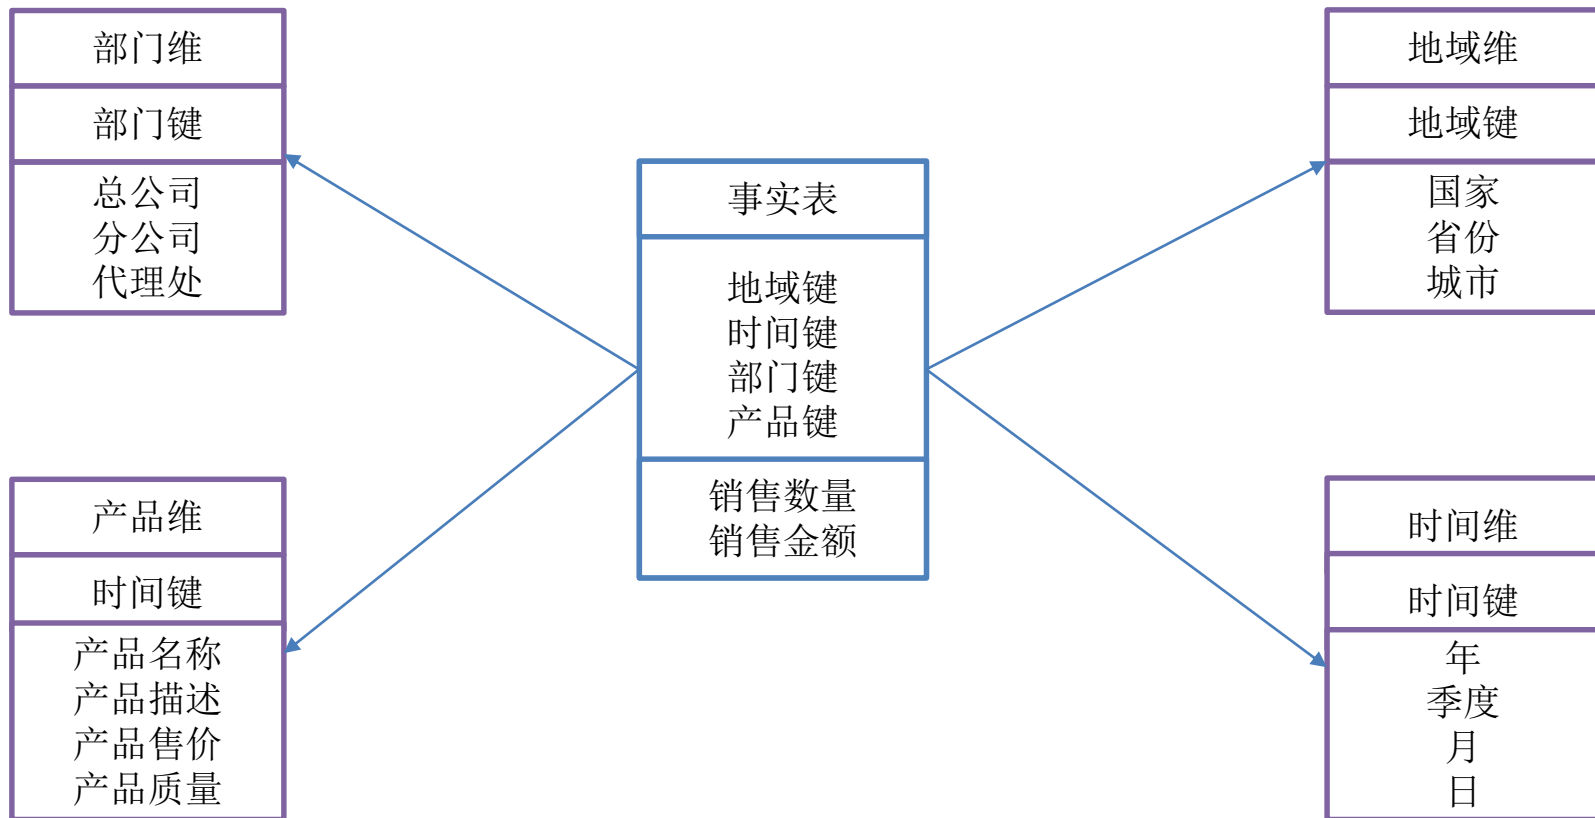 部门维
部门键
总公司
分公司
代理处
产品维
时间键
产品名称
产品描述
产品售价
产品质量
事实表
地域键
时间键
部门键
产品键
销售数量
销售金额
地域维
地域键
国家
省份
城市
时间维
时间键
年
季度
月
日